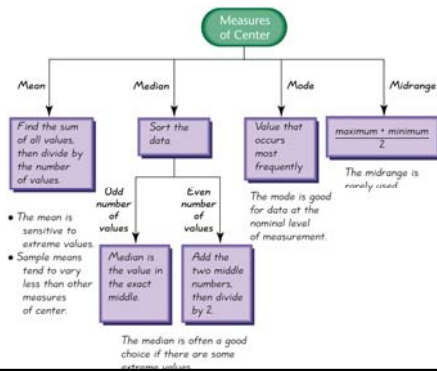 Measures
of Center
Mean
Median
Mode
Midrange
Find the sum
of all values,
then divide by
the number
of values.
Sort the
data.
Value that
occurs
most
frequently
maximum + minimum
2
• The mean is
sensitive to
extreme values.
• Sample means
tend to vary
less than other
measures
of center.
Odd
number
of
values
Even
number of
values
Median is
the value in
the exact
middle.
Add the
two middle
numbers,
then divide
by 2.
The mode is good
for data at the
nominal level
of measurement.
The midrange is
rarely used
The median is often a good
choice if there are some
extreme values